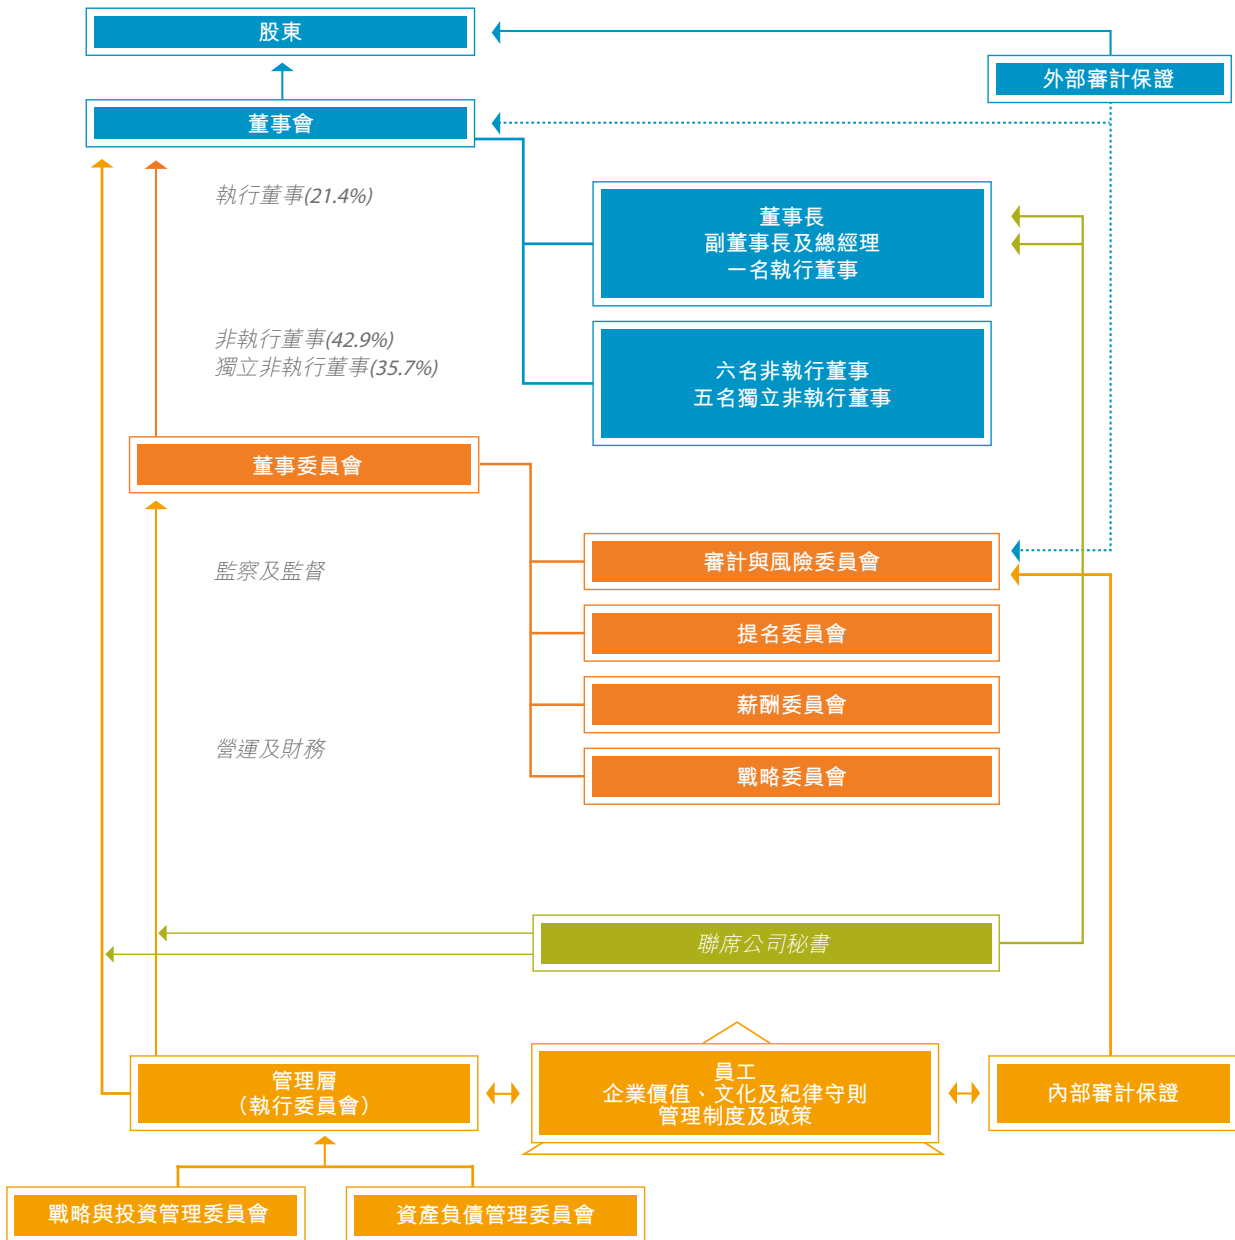 股東
外部審計保證
董事會
執行董事(21.4%)
董事長
副董事長及總經理
一名執行董事
非執行董事(42.9%)
獨立非執行董事(35.7%)
六名非執行董事
五名獨立非執行董事
董事委員會
監察及監督
審計與風險委員會
提名委員會
薪酬委員會
營運及財務
戰略委員會
聯席公司秘書
管理層
（執行委員會）
員工
企業價值、文化及紀律守則
管理制度及政策
內部審計保證
戰略與投資管理委員會
資產負債管理委員會